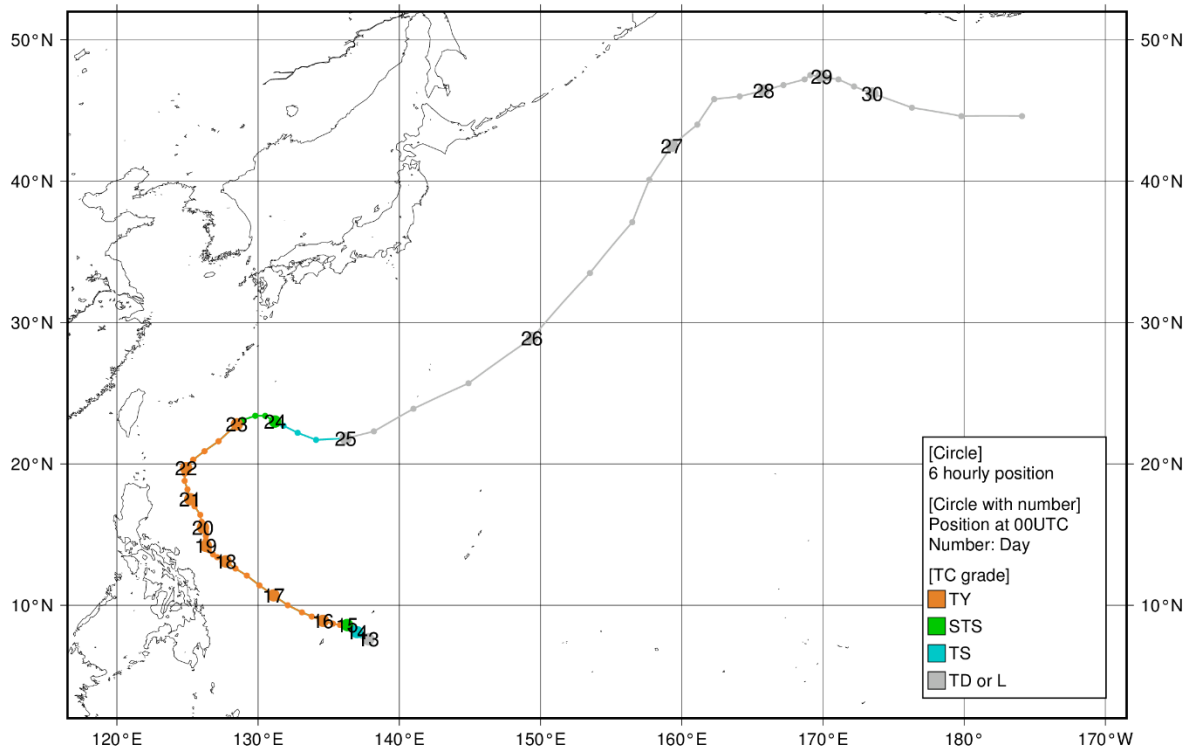 50°N
50°N
28
29
30
27
40°N
40°N
30°N
30°N
26
23
24
25
20°N
22
20°N
21
20
19
18
17
16
15
14
13
10°N
10°N
[Circle]
6 hourly position
[Circle with number]
Position at 00UTC
Number: Day
[TC grade]
TY
STS
TS
TD or L
120°E
130°E
140°E
150°E
160°E
170°E
180°
170°W